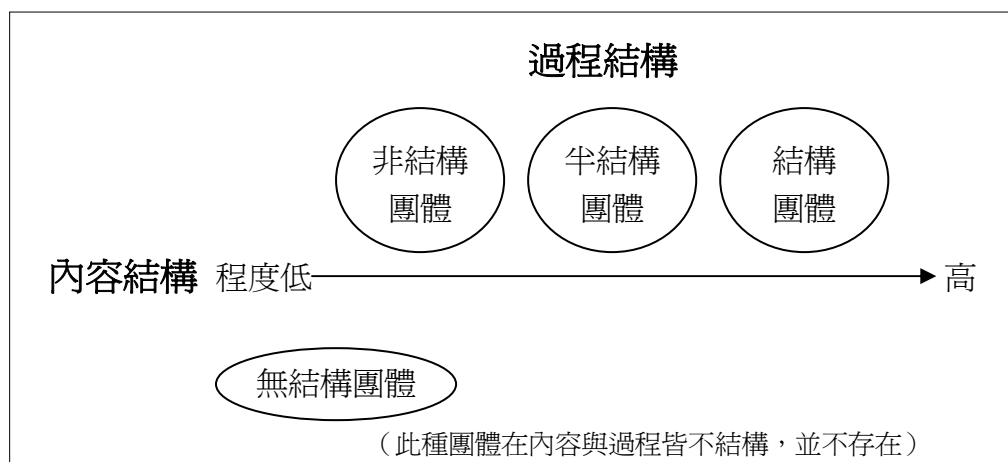 過程結構
非結構
團體
半結構
團體
結構
團體
內容結構 程度低 高
無結構團體
（此種團體在內容與過程皆不結構，並不存在）